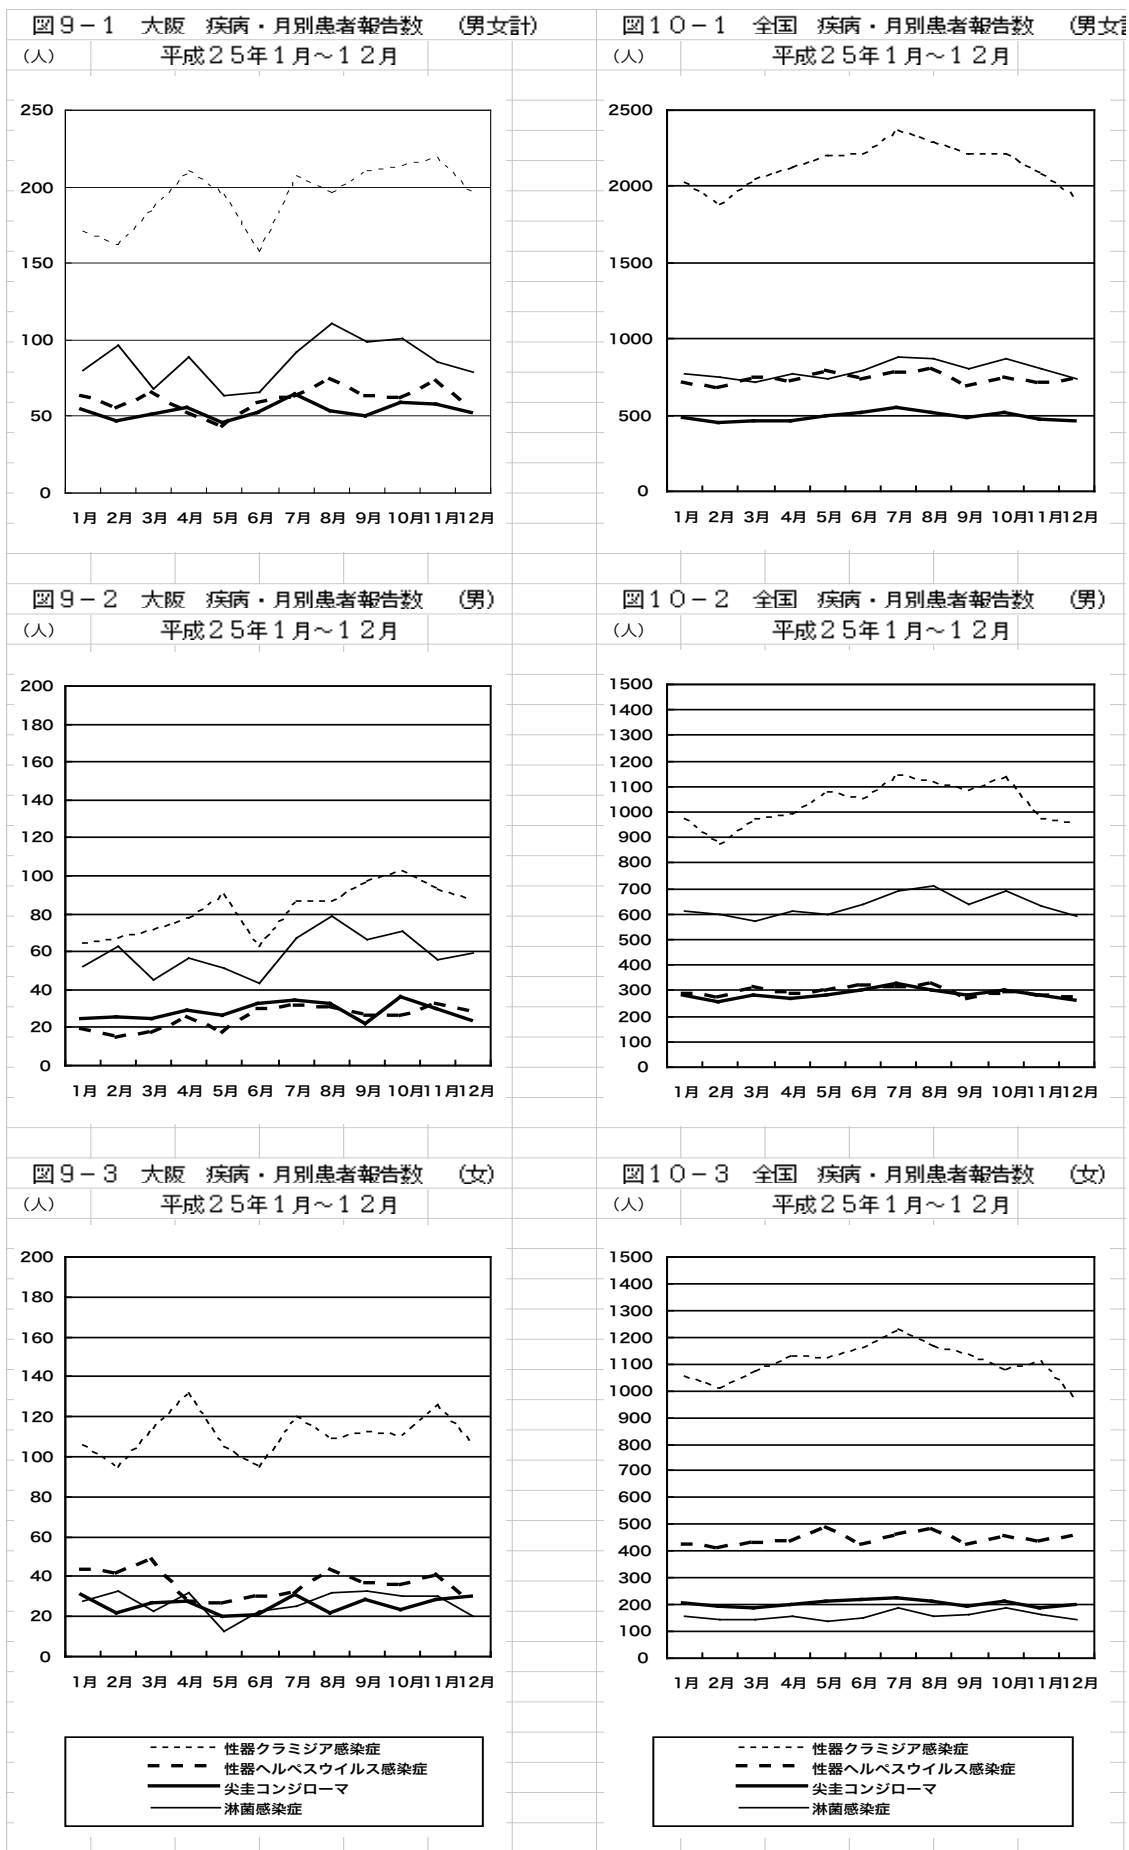 図９－１　大阪　疾病・月別患者報告数　(男女計)
(人)　平成２５年１月～１２月
250
200
150
100
50
0
1月 2月 3月 4月 5月 6月 7月 8月 9月 10月 11月 12月
図１０－１　全国　疾病・月別患者報告数　(男女計
(人)　平成２５年１月～１２月
2500
2000
1500
1000
500
0
1月 2月 3月 4月 5月 6月 7月 8月 9月 10月 11月 12月
図９－２　大阪　疾病・月別患者報告数　(男)
(人)　平成２５年１月～１２月
200
180
160
140
120
100
80
60
40
20
0
1月 2月 3月 4月 5月 6月 7月 8月 9月 10月 11月 12月
図１０－２　全国　疾病・月別患者報告数　(男)
(人)　平成２５年１月～１２月
1500
1400
1300
1200
1100
1000
900
800
700
600
500
400
300
200
100
0
1月 2月 3月 4月 5月 6月 7月 8月 9月 10月 11月 12月
図９－３　大阪　疾病・月別患者報告数　(女)
(人)　平成２５年１月～１２月
200
180
160
140
120
100
80
60
40
20
0
1月 2月 3月 4月 5月 6月 7月 8月 9月 10月 11月 12月
図１０－３　全国　疾病・月別患者報告数　(女)
(人)　平成２５年１月～１２月
1500
1400
1300
1200
1100
1000
900
800
700
600
500
400
300
200
100
0
1月 2月 3月 4月 5月 6月 7月 8月 9月 10月 11月 12月
性器クラミジア感染症
性器ヘルペスウイルス感染症
尖圭コンジローマ
淋菌感染症
性器クラミジア感染症
性器ヘルペスウイルス感染症
尖圭コンジローマ
淋菌感染症